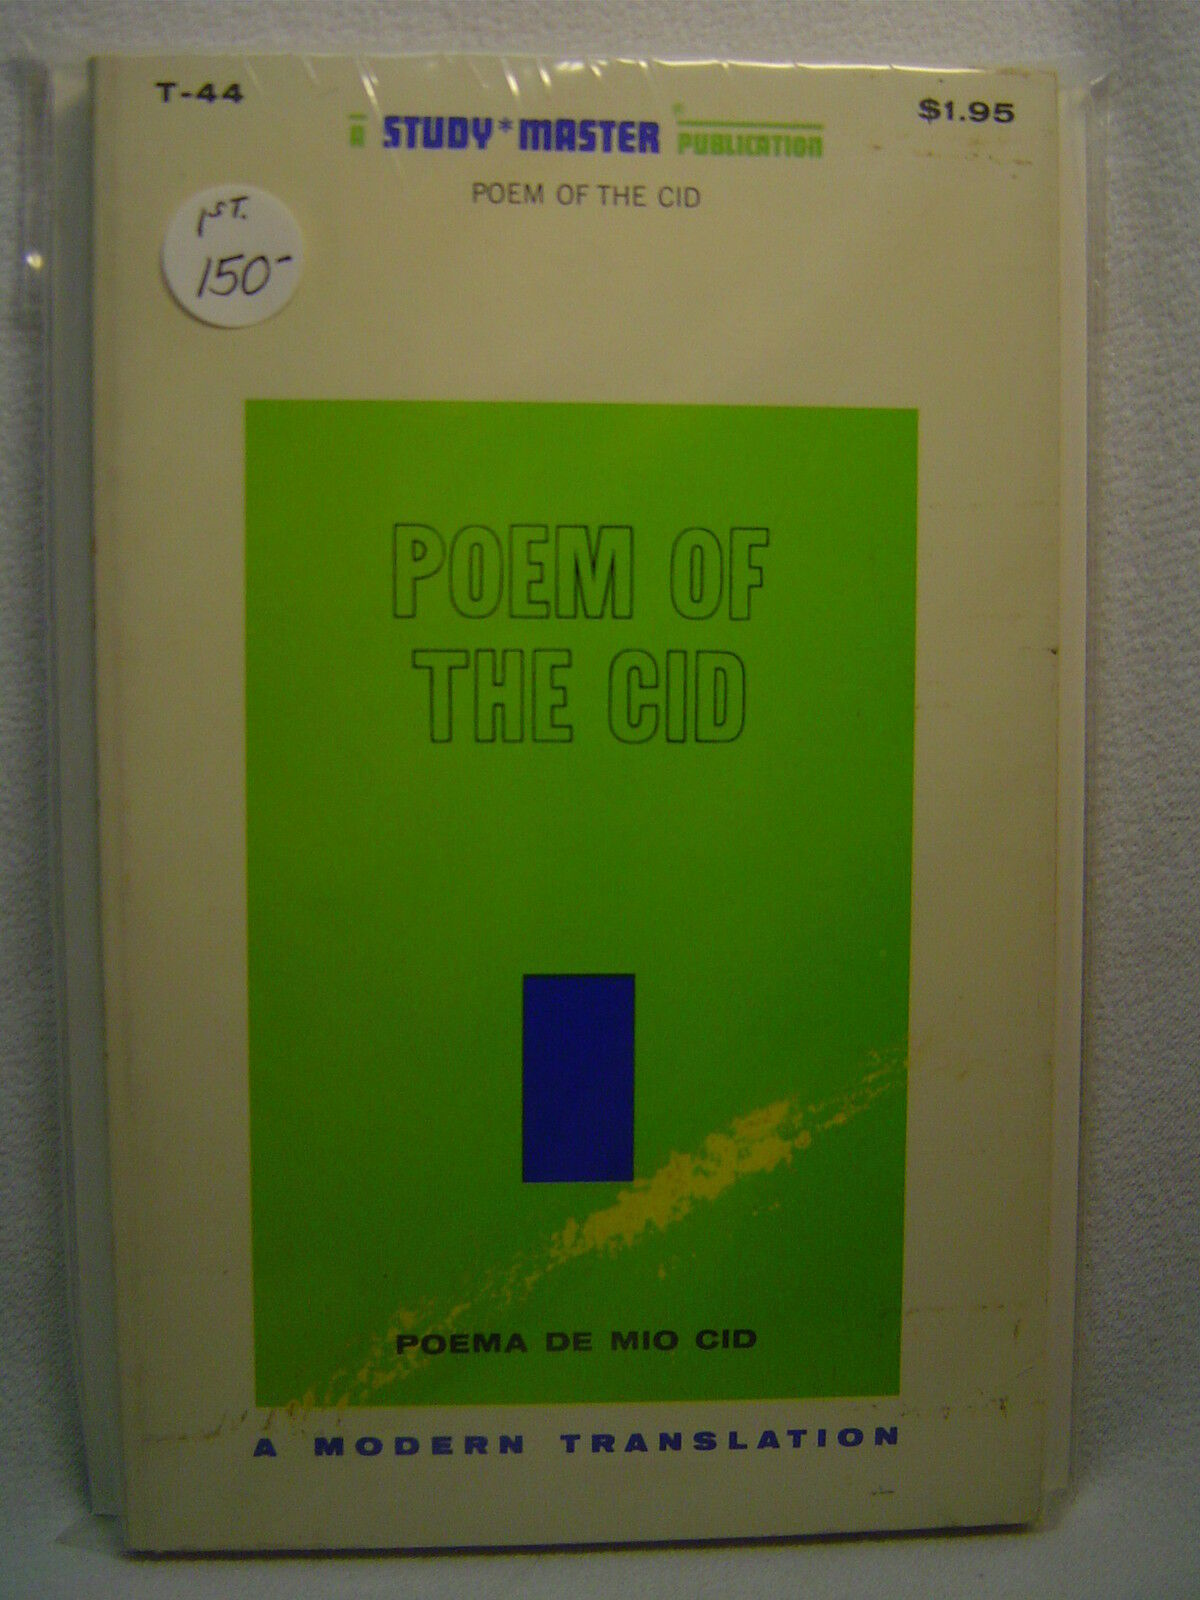 T-44
$1.95
A STUDY*MASTER PUBLICATION
POEM OF THE CID
1ST.
150-
POEM OF
THE CID
POEMA DE MIO CID
A MODERN TRANSLATION